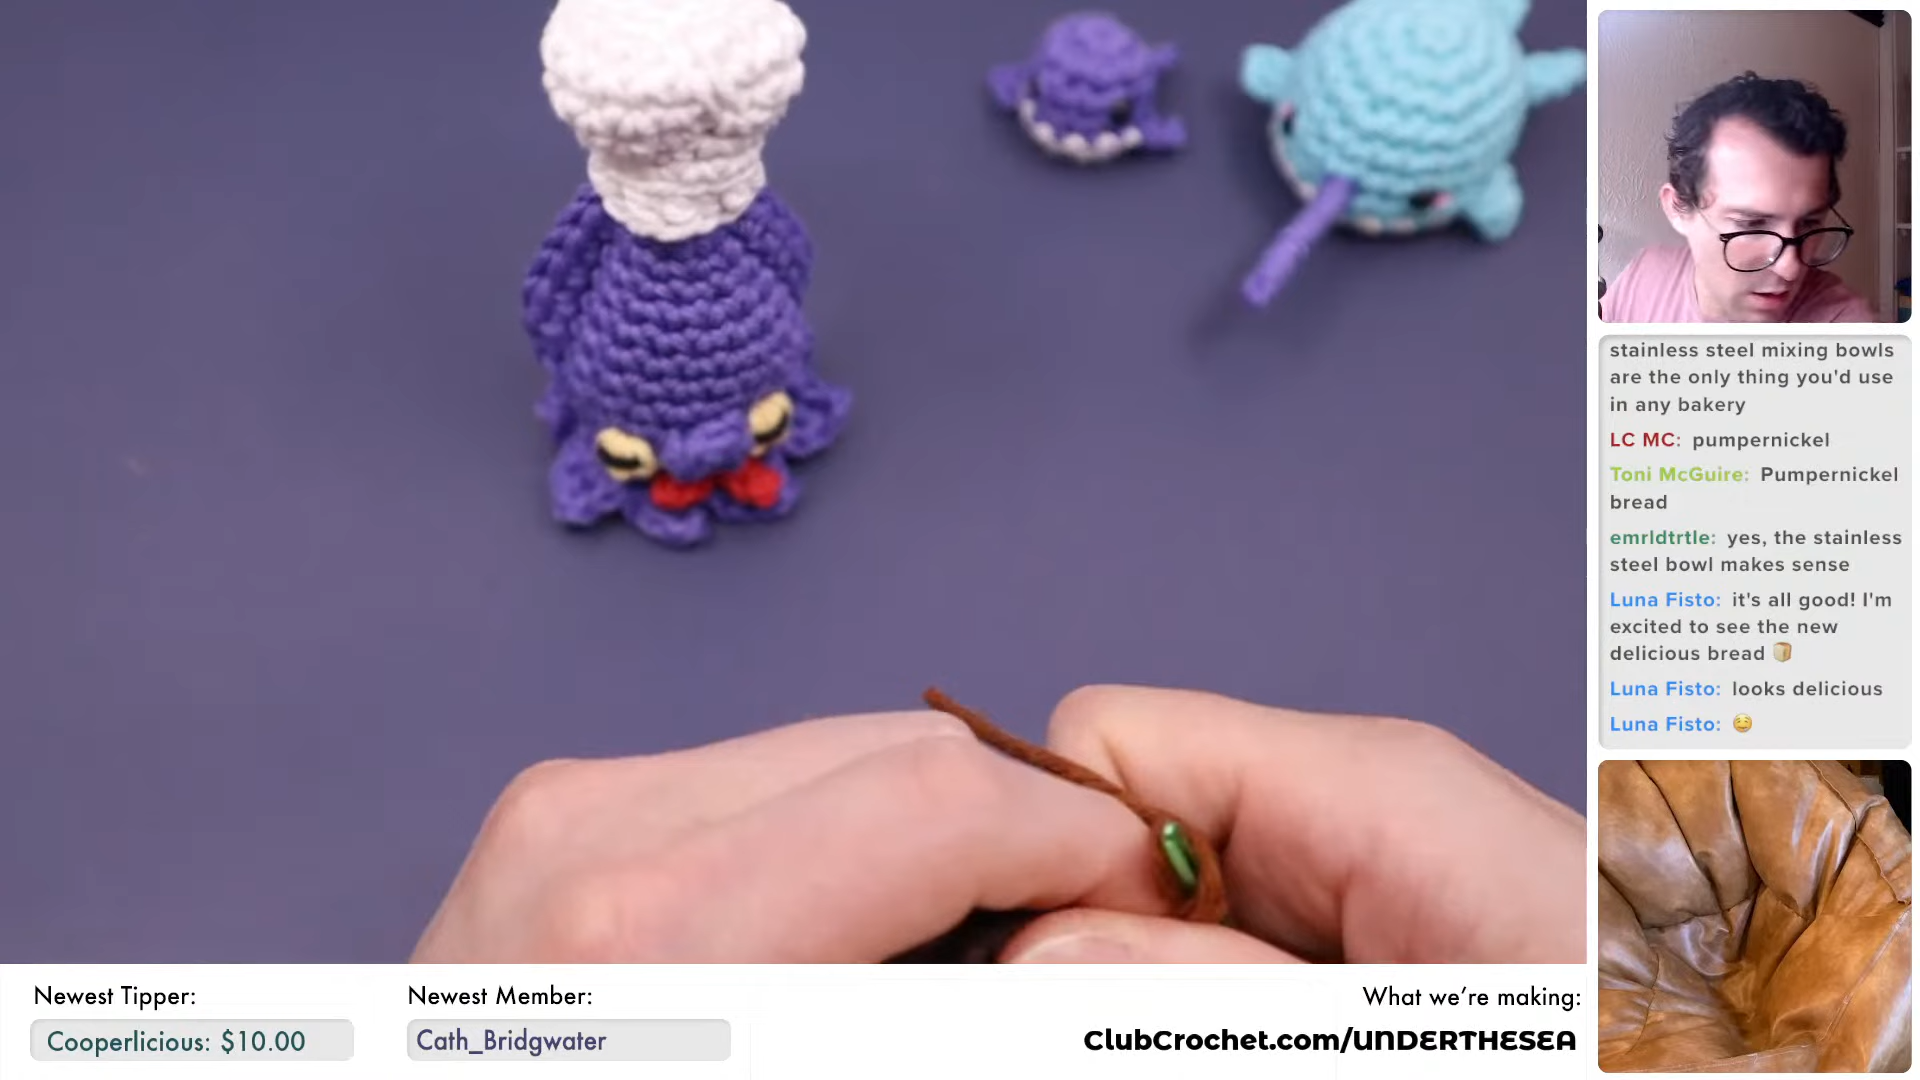 stainless steel mixing bowls
are the only thing you'd use
in any bakery
LC MC: pumpernickel
Toni McGuire: Pumpernickel
bread
emrldtrtle: yes, the stainless
steel bowl makes sense
Luna Fisto: it's all good! I'm
excited to see the new
delicious bread 🍞
Luna Fisto: looks delicious
Luna Fisto: ☺️
Newest Tipper:
Cooperlicious: $10.00
Newest Member:
Cath_Bridgwater
What we're making:
ClubCrochet.com/UNDERTHESEA